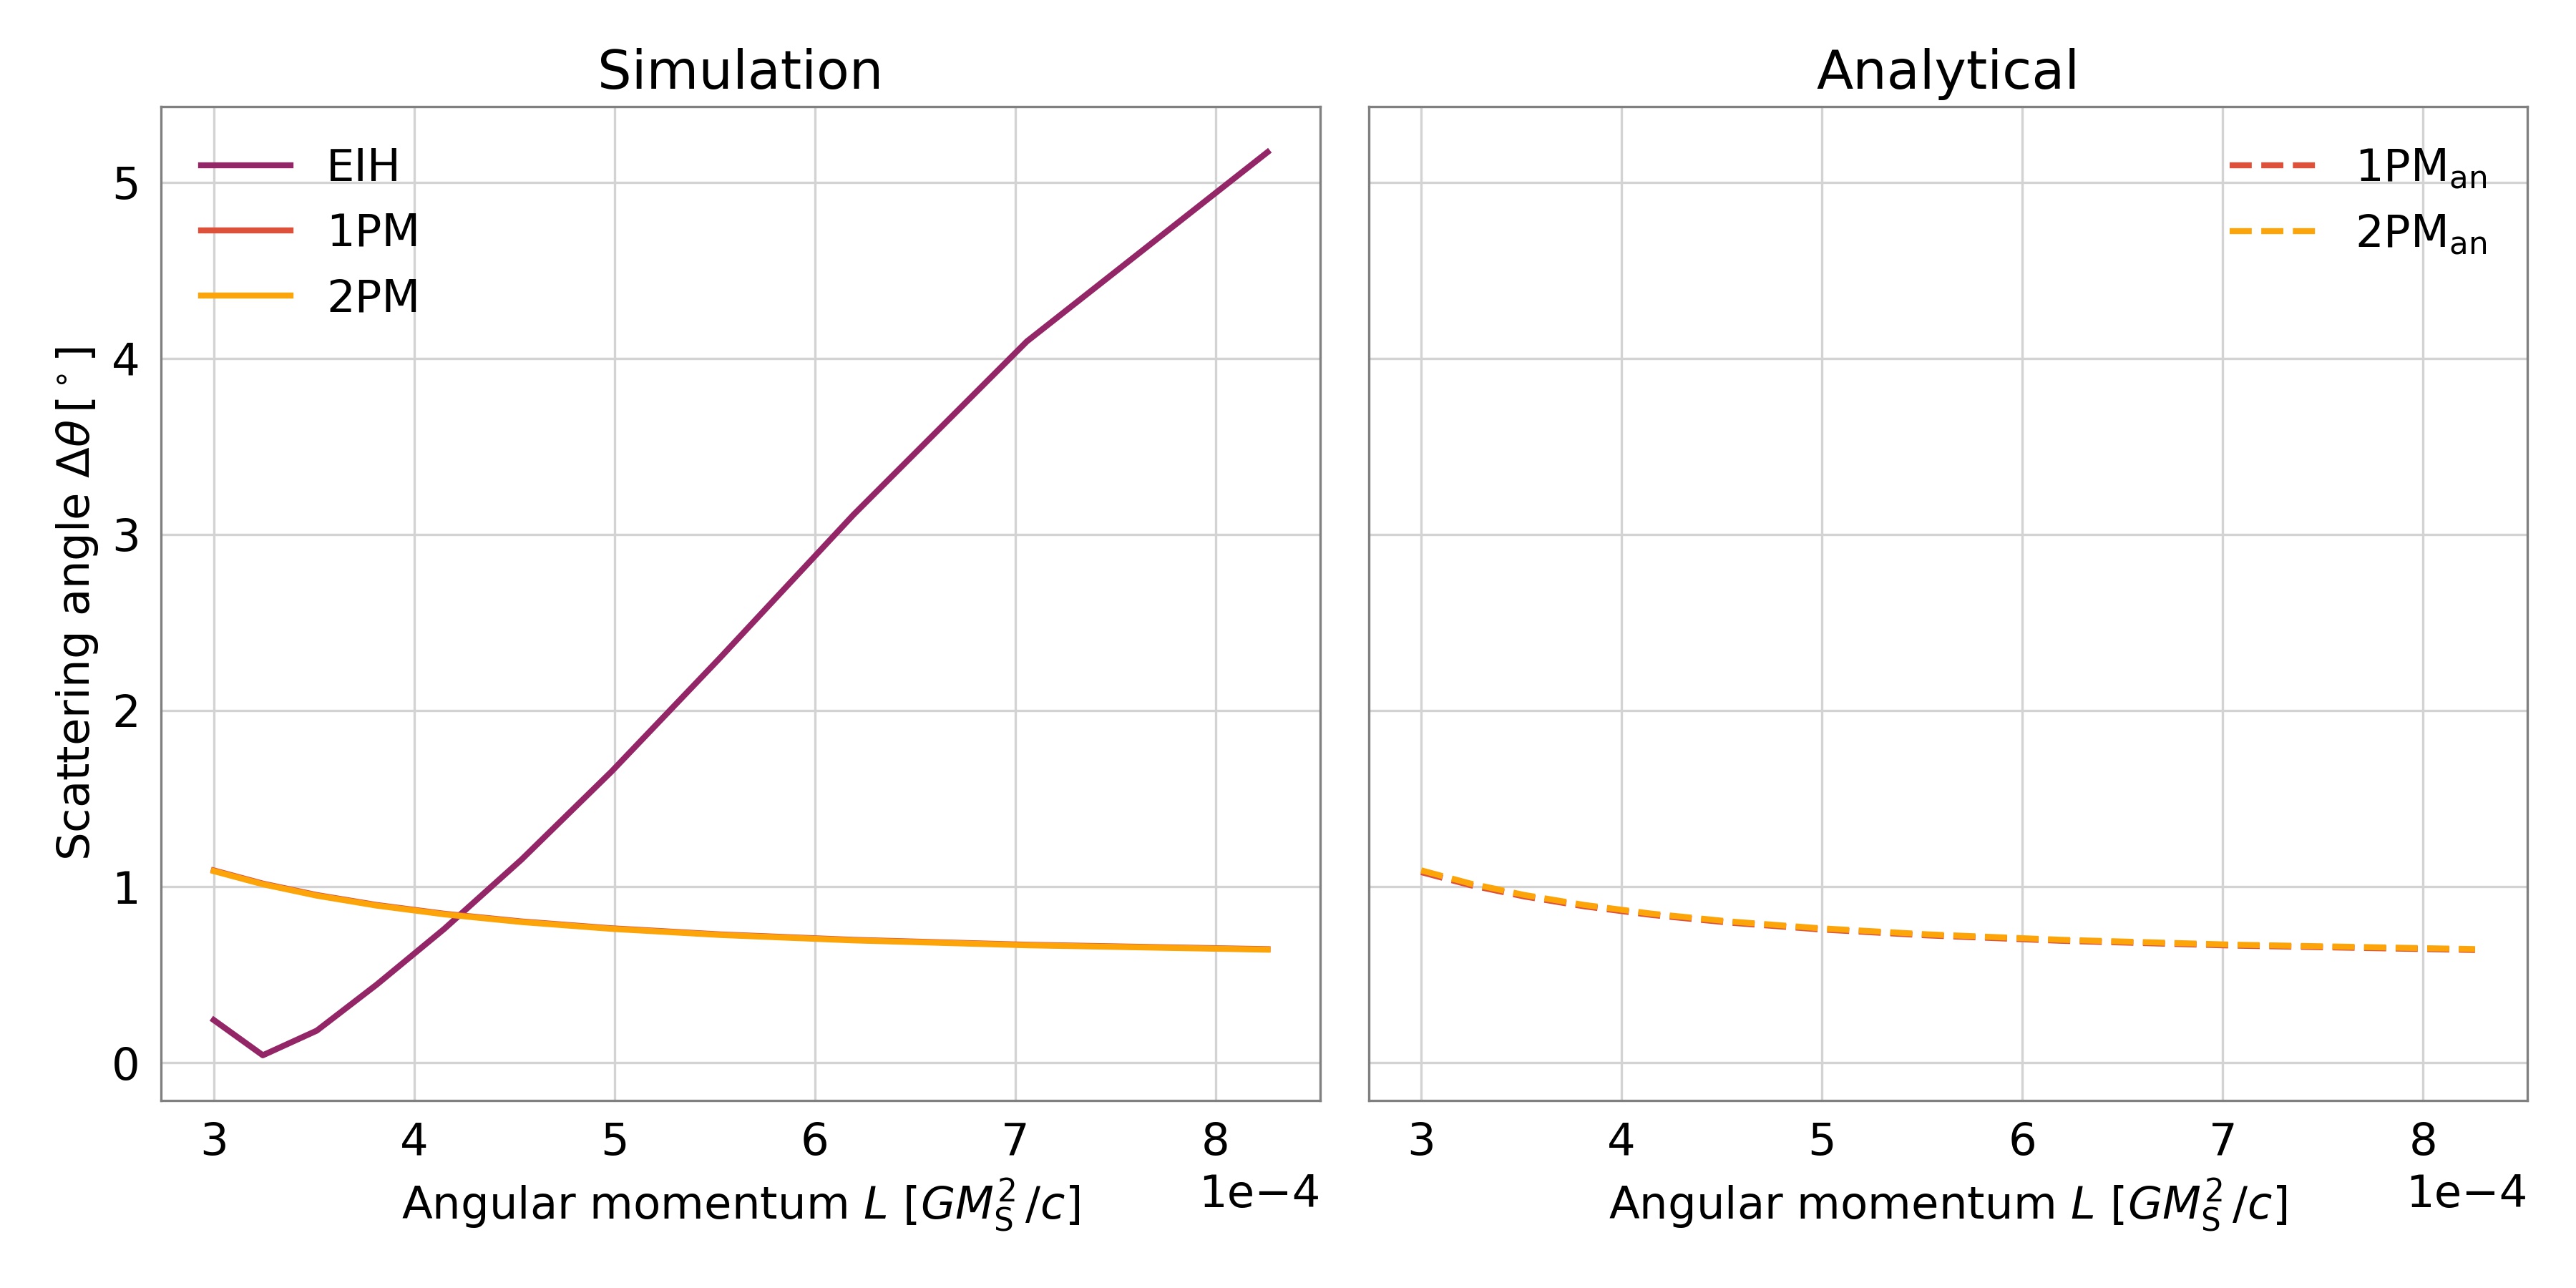 Simulation
EIH
1PM
2PM
Scattering angle Δθ [°]
5
4
3
2
1
0
3 4 5 6 7 8
1e−4
Angular momentum L [GM_S^2/c]
Analytical
1PM_an
2PM_an
3 4 5 6 7 8
1e−4
Angular momentum L [GM_S^2/c]